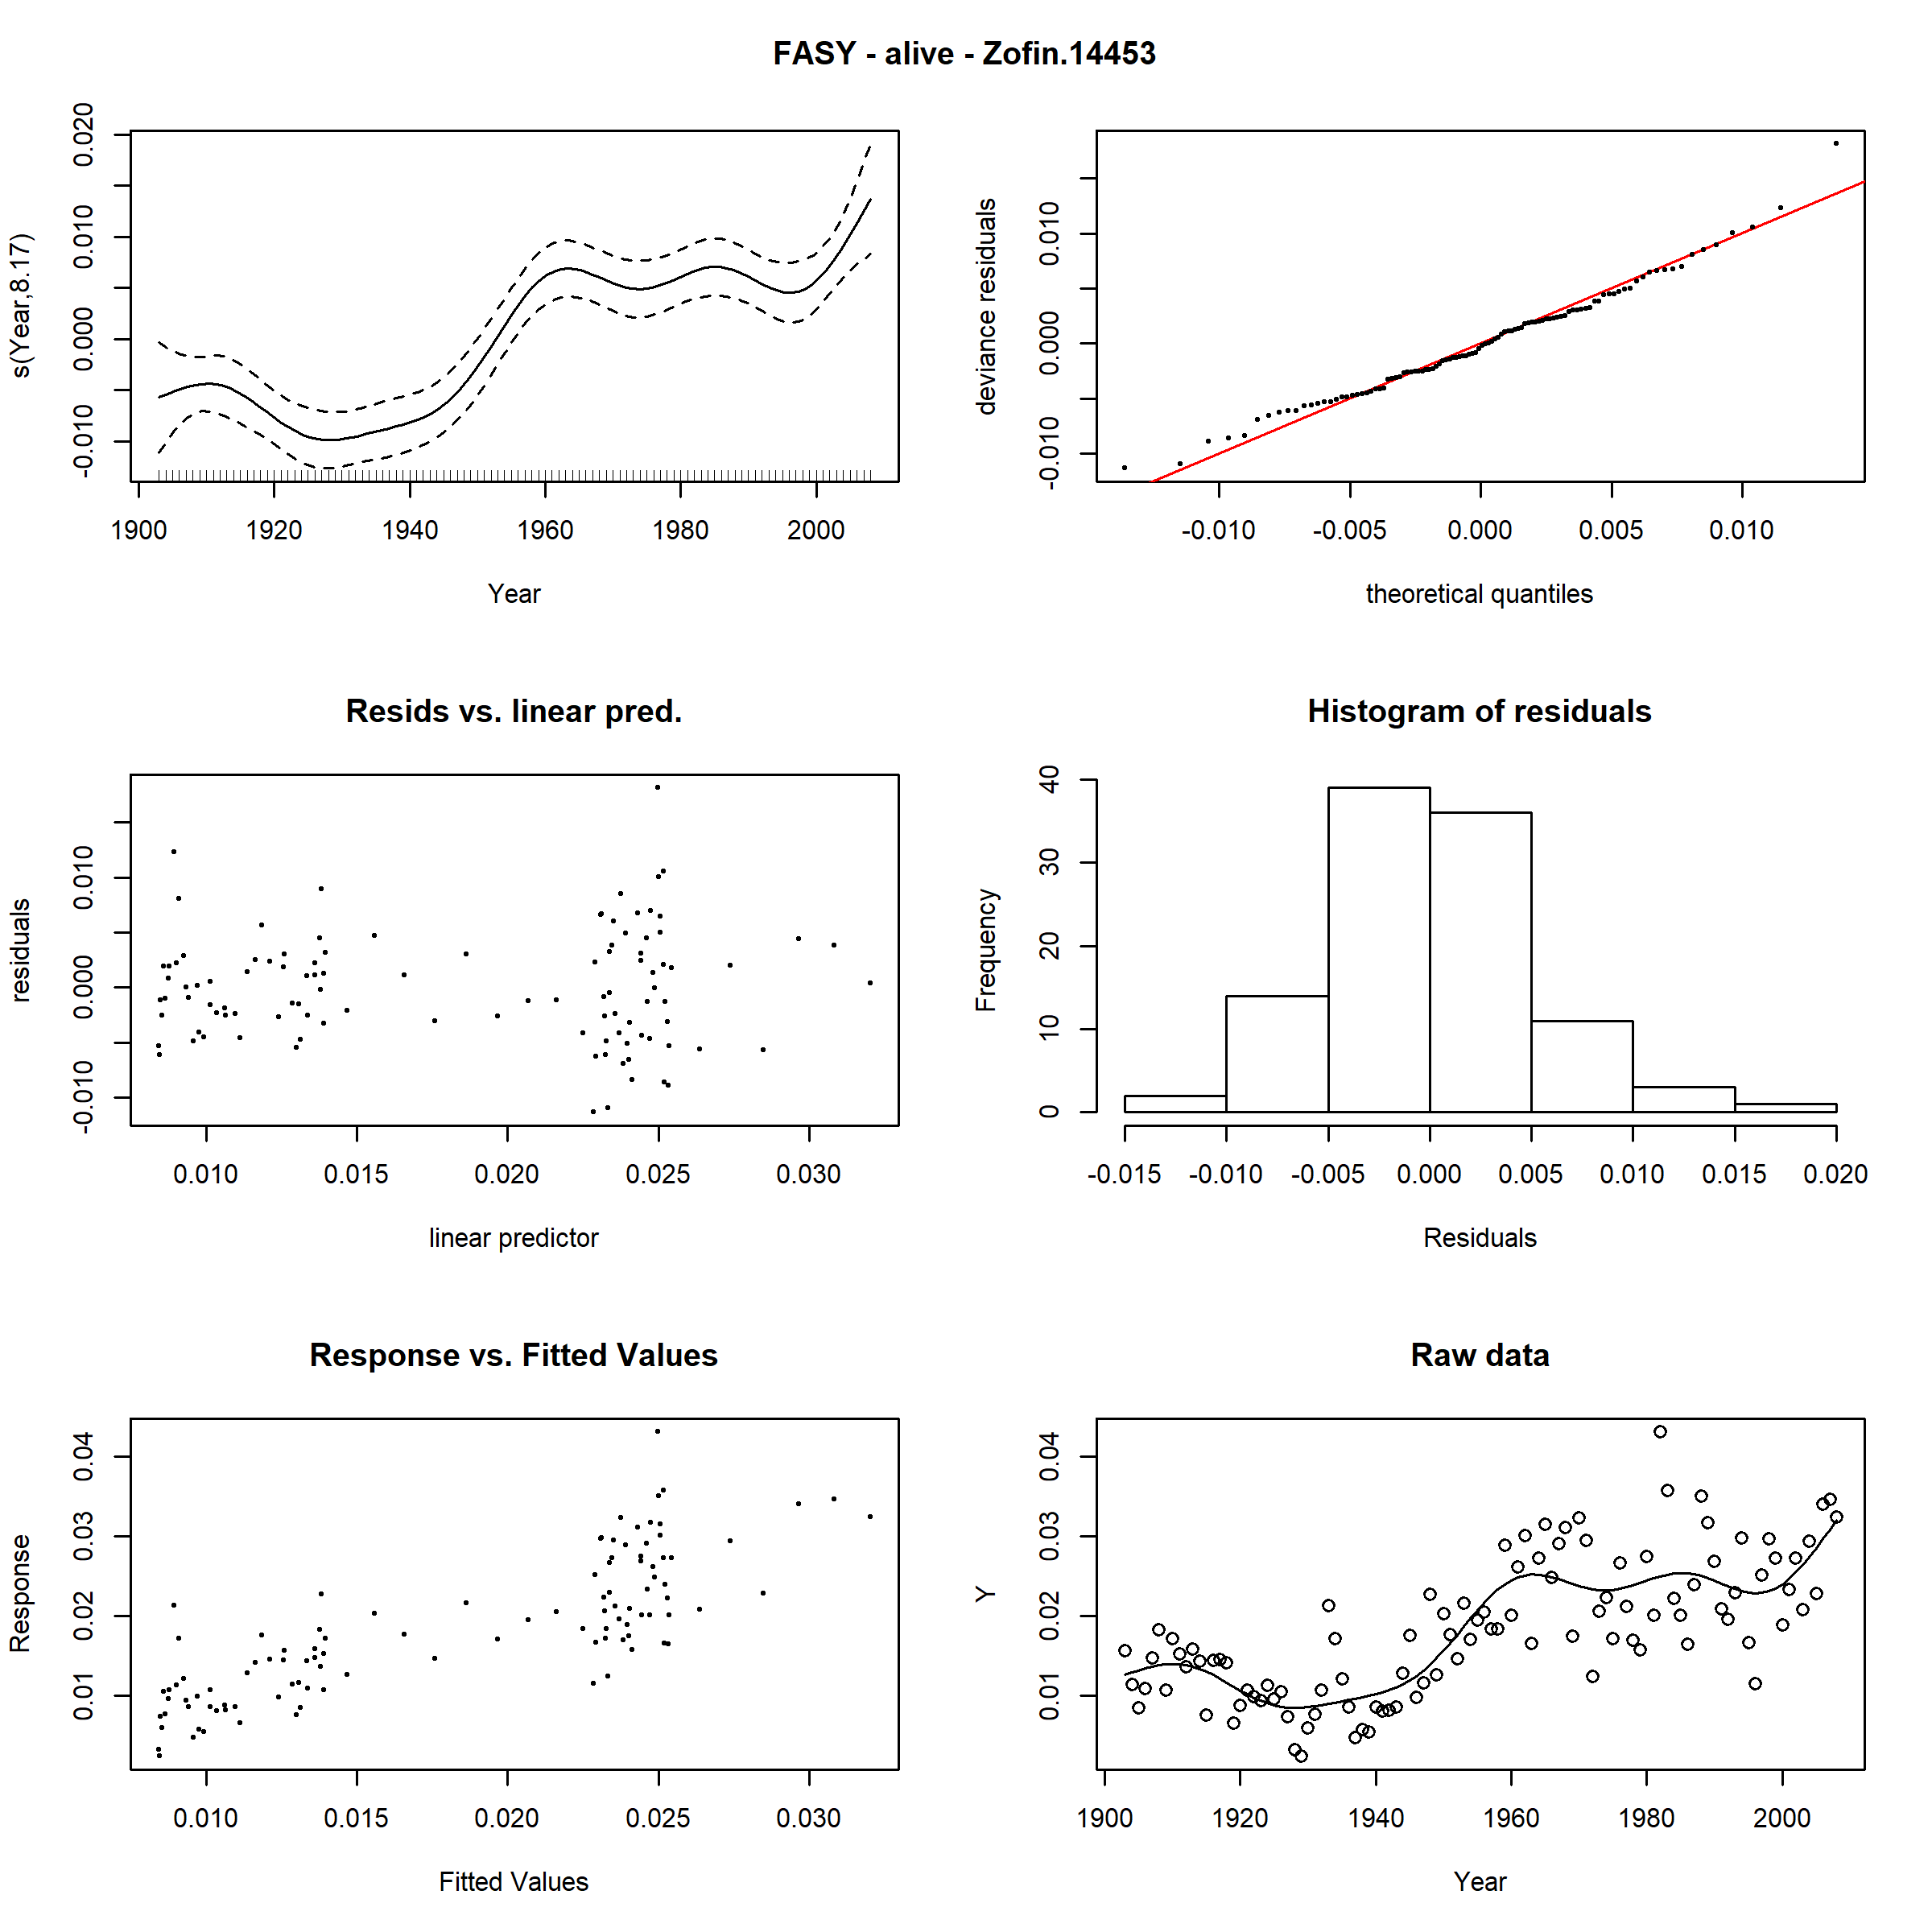 FASY - alive - Zofin.14453
s(Year,8.17)
-0.010 0.000 0.010 0.020
1900 1920 1940 1960 1980 2000
Year
deviance residuals
-0.010 0.000 0.010
-0.010 -0.005 0.000 0.005 0.010
theoretical quantiles
Resids vs. linear pred.
residuals
-0.010 0.000 0.010
0.010 0.015 0.020 0.025 0.030
linear predictor
Histogram of residuals
Frequency
0 10 20 30 40
-0.015 -0.010 -0.005 0.000 0.005 0.010 0.015 0.020
Residuals
Response vs. Fitted Values
Response
0.01 0.02 0.03 0.04
0.010 0.015 0.020 0.025 0.030
Fitted Values
Raw data
Y
0.01 0.02 0.03 0.04
1900 1920 1940 1960 1980 2000
Year